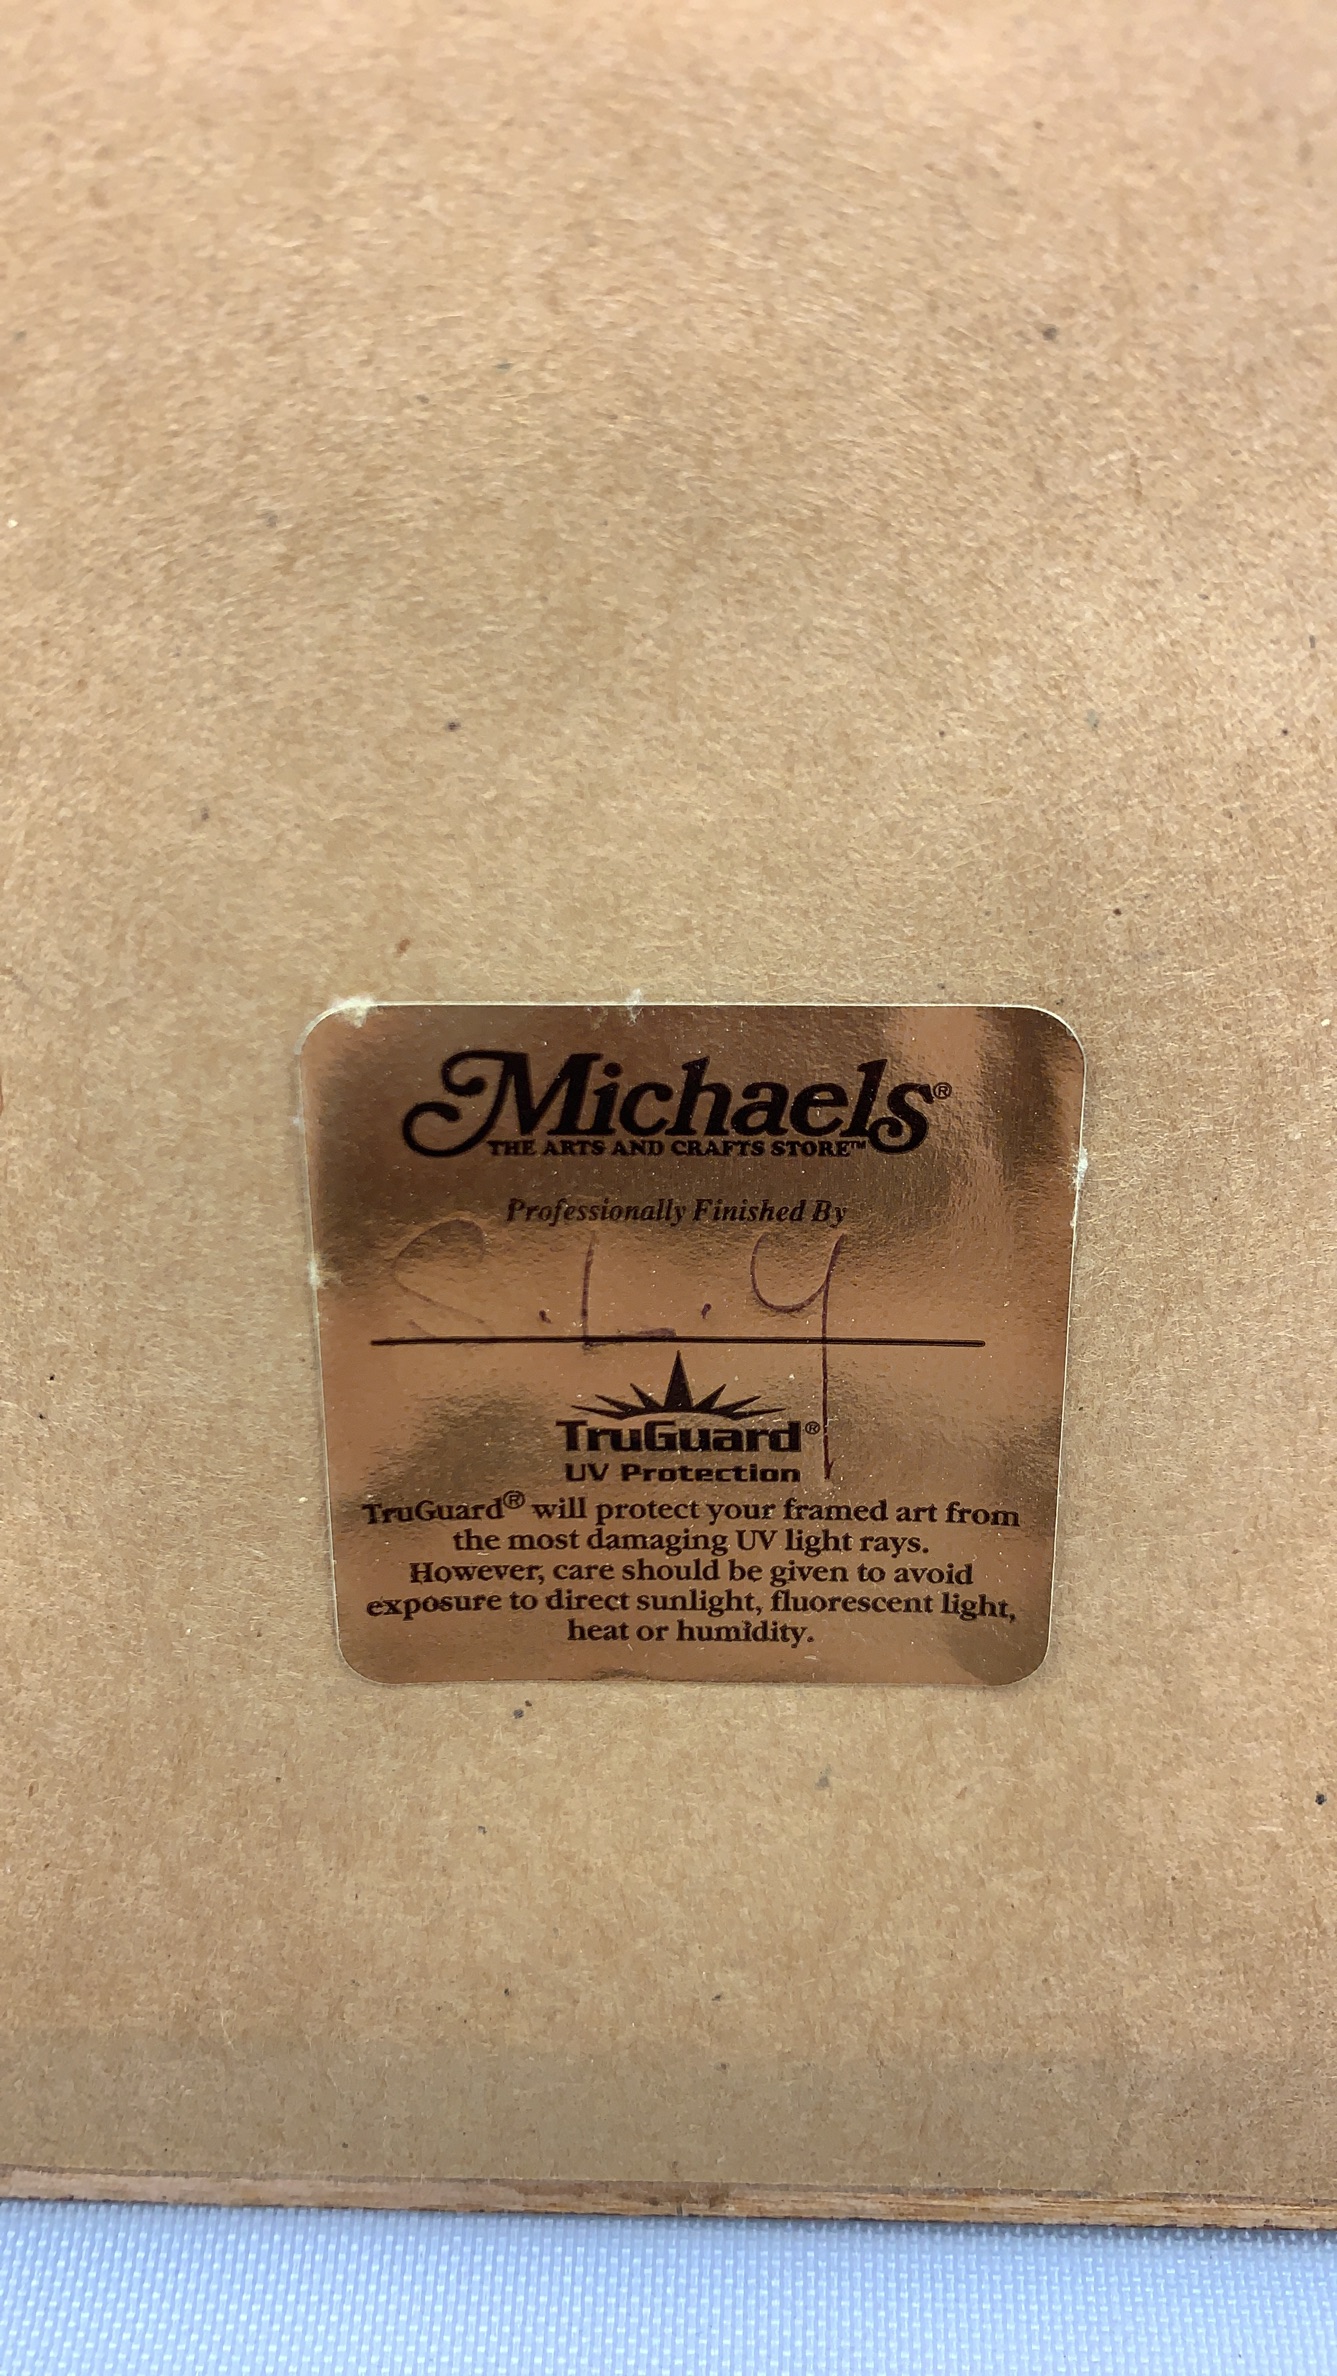 Michaels®
THE ARTS AND CRAFTS STORE™
Professionally Finished By
S. L. Y
TruGuard®
UV Protection
TruGuard® will protect your framed art from
the most damaging UV light rays.
However, care should be given to avoid
exposure to direct sunlight, fluorescent light,
heat or humidity.